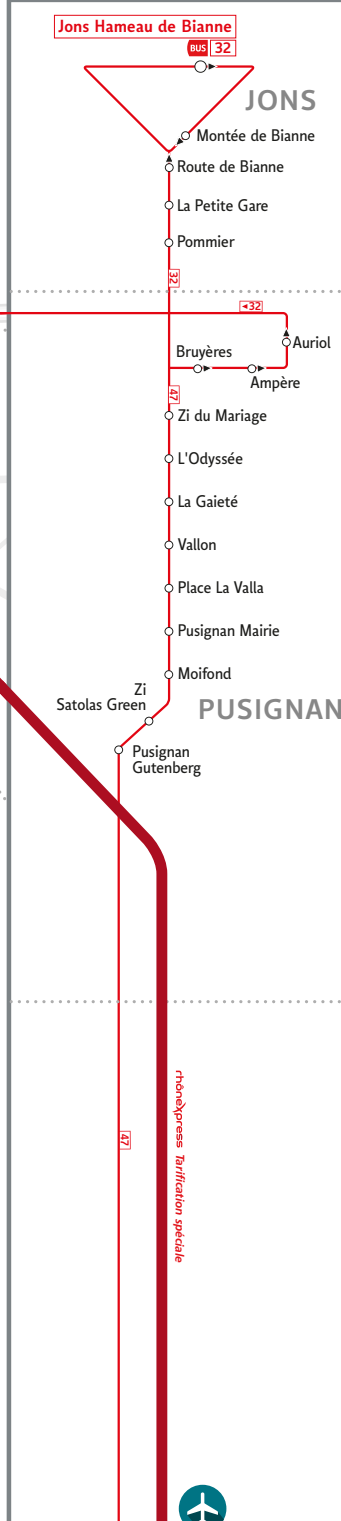 Jons Hameau de Bianne
BUS 32
JONS
Montée de Bianne
Route de Bianne
La Petite Gare
Pommier
32
◄32
Auriol
Bruyères
Ampère
47
Zi du Mariage
L'Odyssée
La Gaieté
Vallon
Place La Valla
Pusignan Mairie
Moifond
Zi
Satolas Green
PUSIGNAN
Pusignan
Gutenberg
rhônexpress Tarification spéciale
47